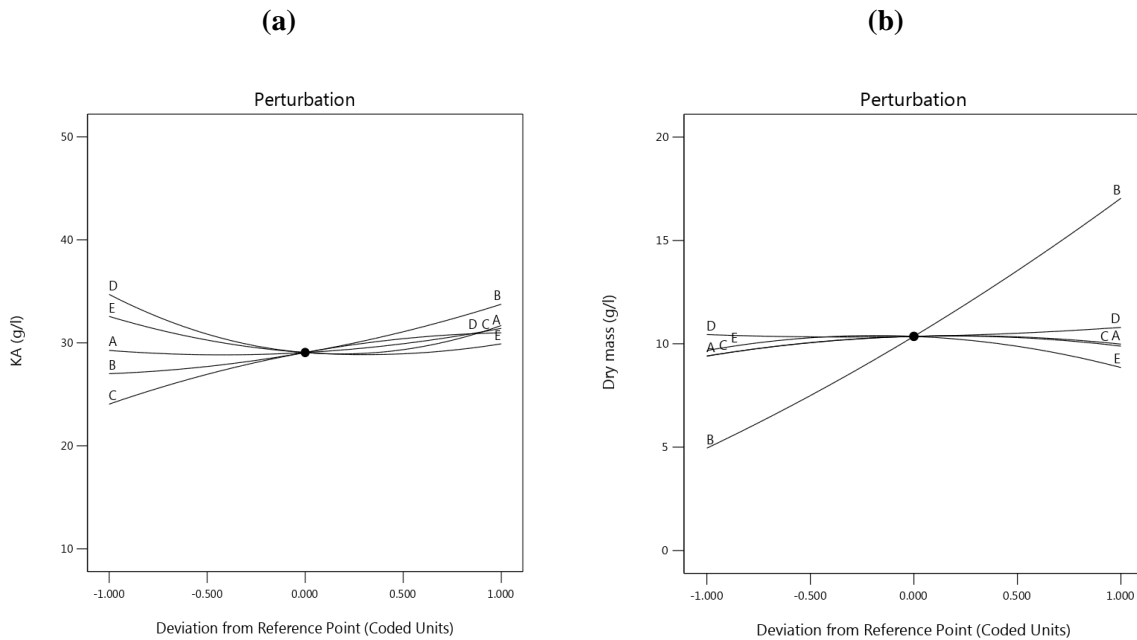 (a)
Perturbation
KA (g/l)
50
40
30
20
10
D
E
A
B
C
B
D C A
E
-1.000 -0.500 0.000 0.500 1.000
Deviation from Reference Point (Coded Units)
(b)
Perturbation
Dry mass (g/l)
20
15
10
5
0
B
D
A C E
B
D
C A
E
-1.000 -0.500 0.000 0.500 1.000
Deviation from Reference Point (Coded Units)